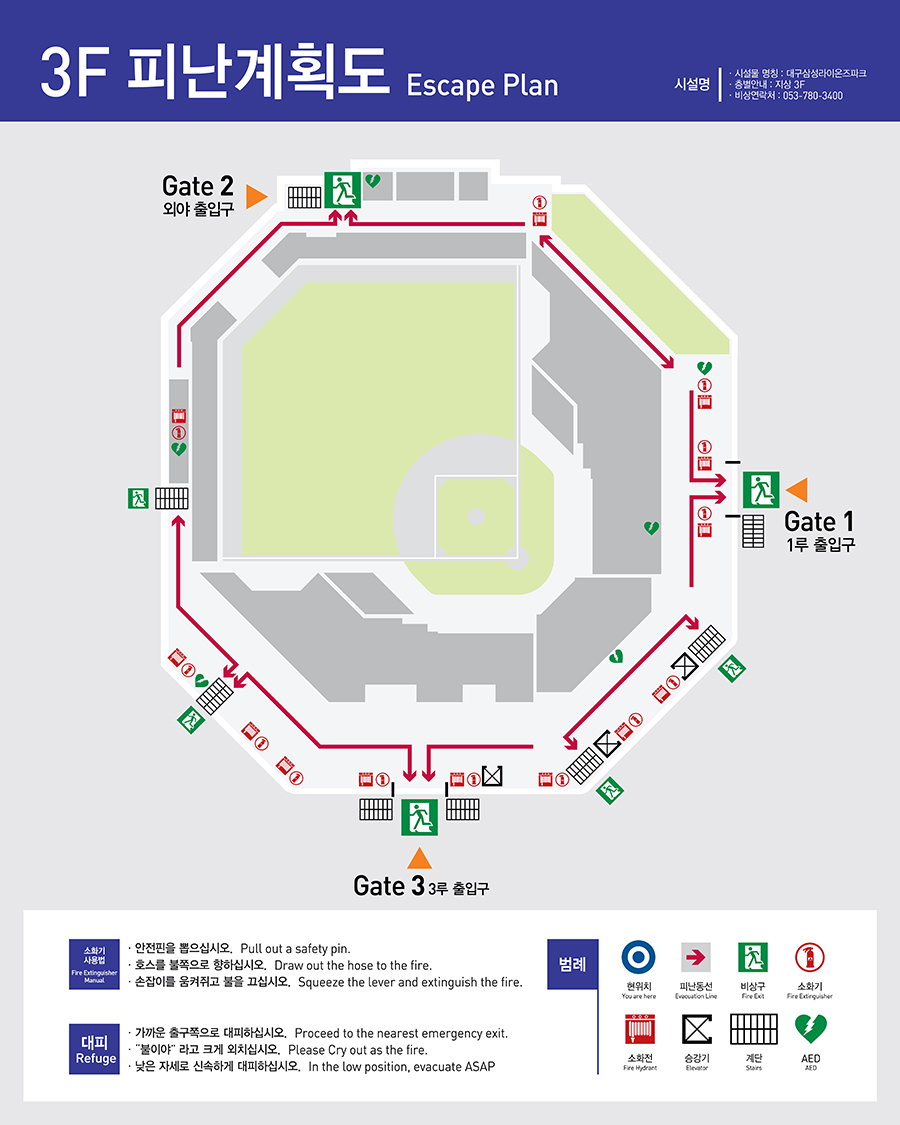 3F 피난계획도 Escape Plan
시설명
· 시설물 명칭 : 대구삼성라이온즈파크
· 층별안내 : 지상 3F
· 비상연락처 : 053-780-3400
Gate 2
외야 출입구
Gate 1
1루 출입구
Gate 3 3루 출입구
소화기
사용법
Fire Extinguisher
Manual
· 안전핀을 뽑으십시오. Pull out a safety pin.
· 호스를 불쪽으로 향하십시오. Draw out the hose to the fire.
· 손잡이를 움켜쥐고 불을 끄십시오. Squeeze the lever and extinguish the fire.
대피
Refuge
· 가까운 출구쪽으로 대피하십시오. Proceed to the nearest emergency exit.
· "불이야" 라고 크게 외치십시오. Please Cry out as the fire.
· 낮은 자세로 신속하게 대피하십시오. In the low position, evacuate ASAP
범례
현위치
You are here
피난동선
Evacuation Line
비상구
Fire Exit
소화기
Fire Extinguisher
소화전
Fire Hydrant
승강기
Elevator
계단
Stairs
AED
AED